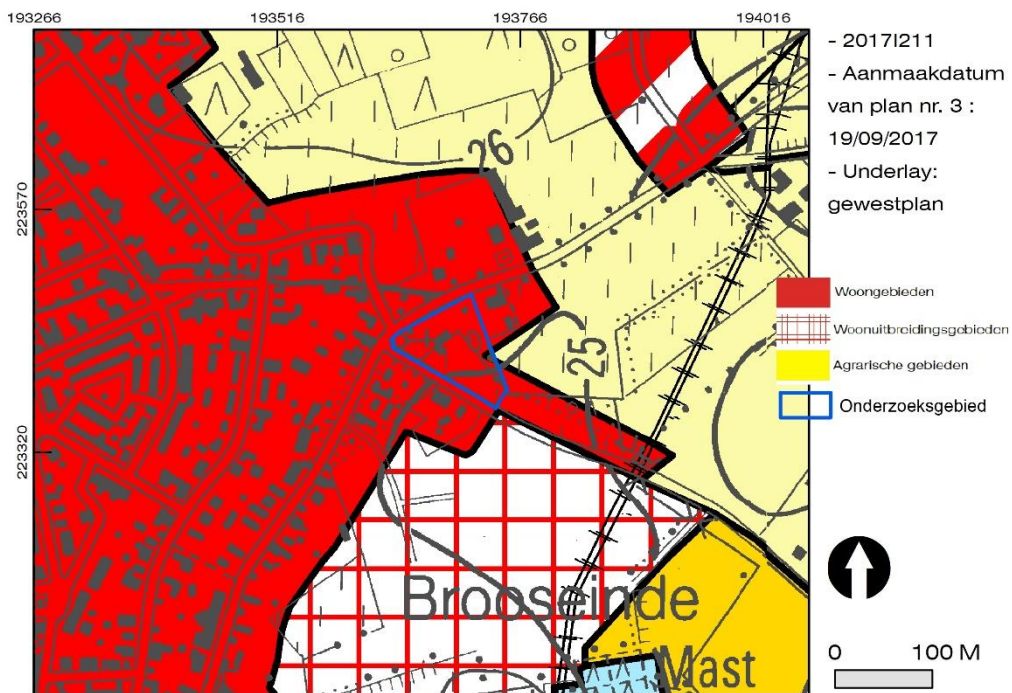 193266 193516 193766 194016
- 2017I211
- Aanmaakdatum
van plan nr. 3 :
19/09/2017
- Underlay:
gewestplan
26
223570
Woongebieden
Woonuitbreidingsgebieden
25
Agrarische gebieden
Onderzoeksgebied
223320
Brooseinde
Mast
0 100 M